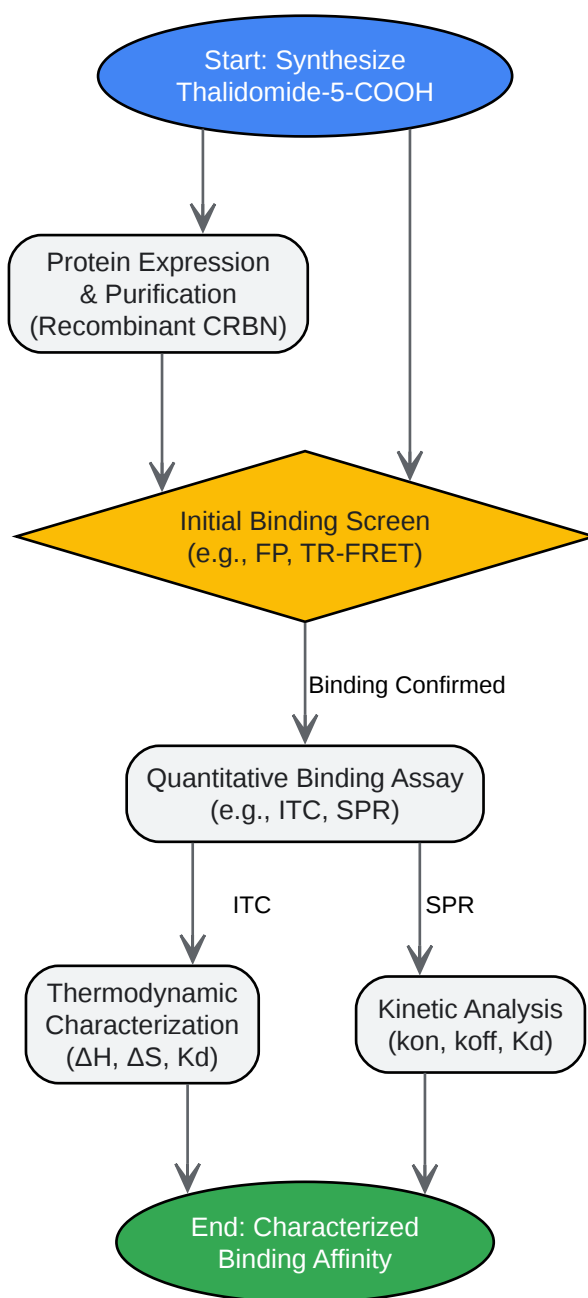 Start: Synthesize
Thalidomide-5-COOH
Protein Expression
& Purification
(Recombinant CRBN)
Initial Binding Screen
(e.g., FP, TR-FRET)
Binding Confirmed
Quantitative Binding Assay
(e.g., ITC, SPR)
ITC
SPR
Thermodynamic
Characterization
(ΔH, ΔS, Kd)
Kinetic Analysis
(kon, koff, Kd)
End: Characterized
Binding Affinity